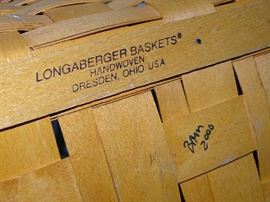 LONGABERGER BASKETS®
HANDWOVEN
DRESDEN, OHIO USA
2000